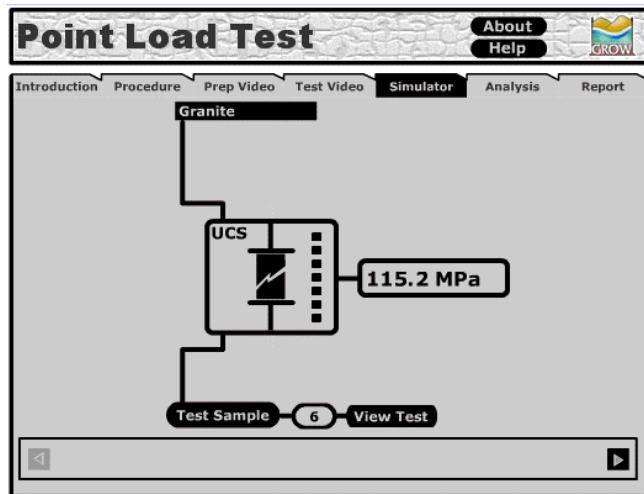 Point Load Test
About
Help
GROW
Introduction Procedure Prep Video Test Video Simulator Analysis Report
Granite
UCS
115.2 MPa
Test Sample 6 View Test